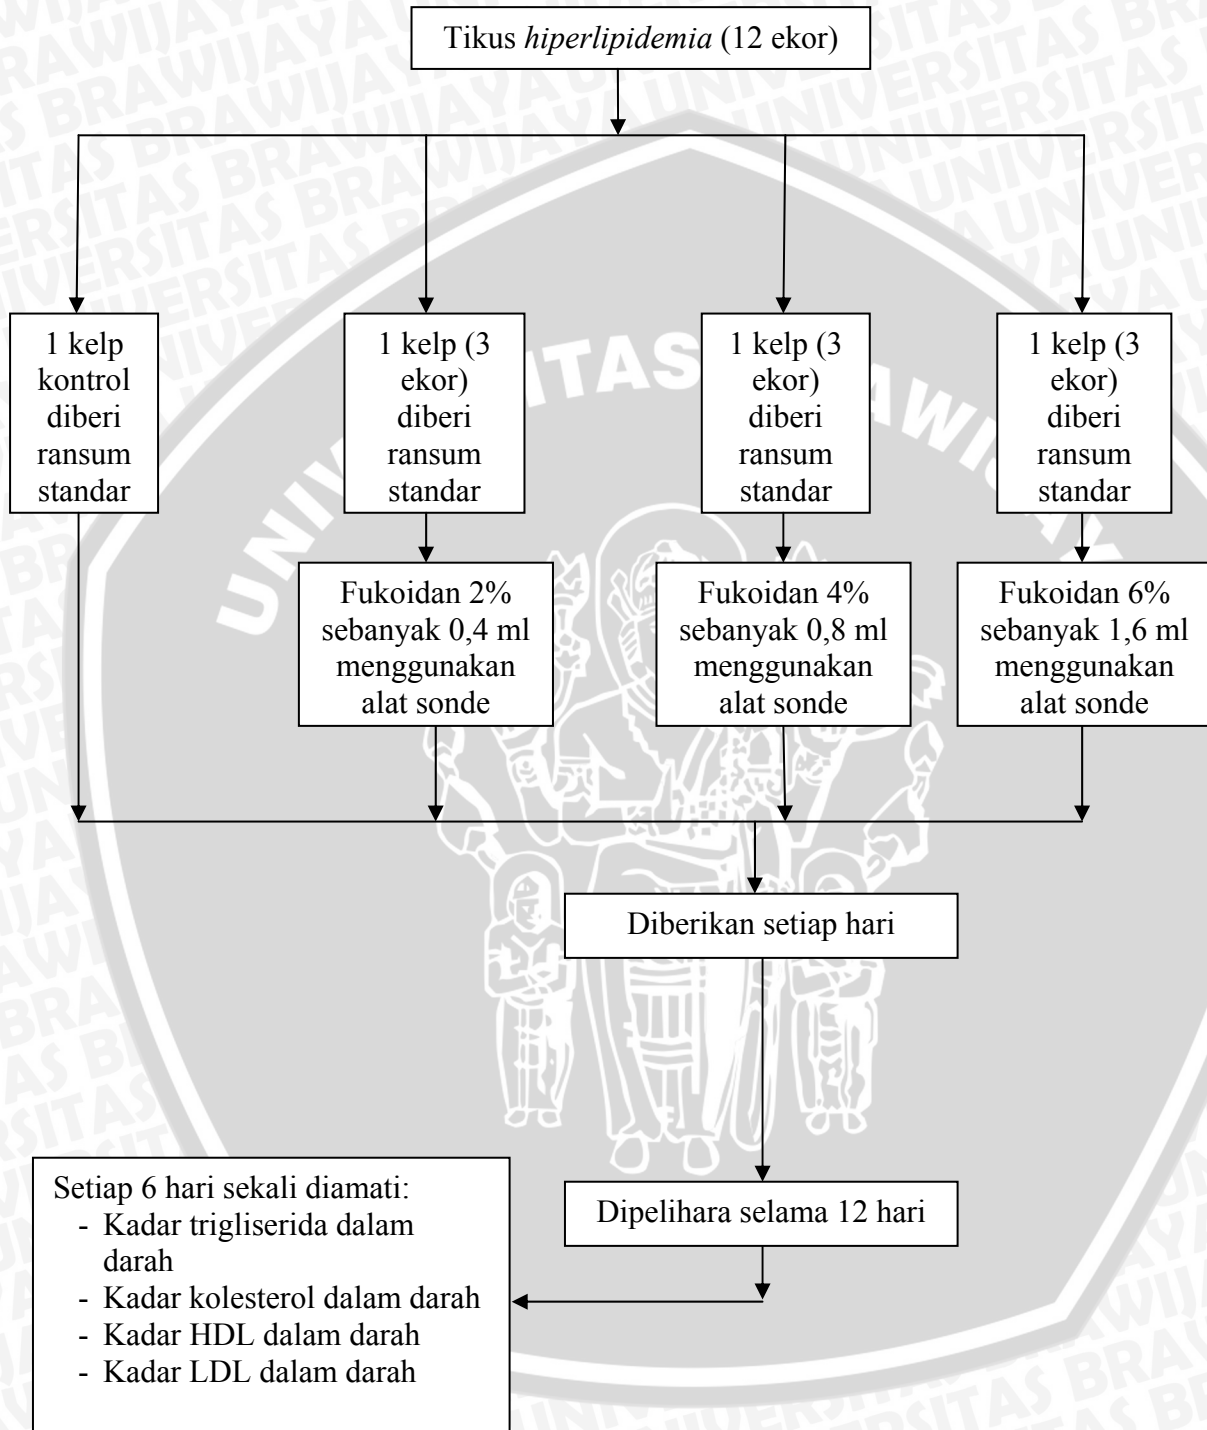 Tikus hiperlipidemia (12 ekor)
1 kelp
kontrol
diberi
ransum
standar
1 kelp (3
ekor)
diberi
ransum
standar
1 kelp (3
ekor)
diberi
ransum
standar
1 kelp (3
ekor)
diberi
ransum
standar
Fukoidan 2%
sebanyak 0,4 ml
menggunakan
alat sonde
Fukoidan 4%
sebanyak 0,8 ml
menggunakan
alat sonde
Fukoidan 6%
sebanyak 1,6 ml
menggunakan
alat sonde
Diberikan setiap hari
Dipelihara selama 12 hari
Setiap 6 hari sekali diamati:
- Kadar trigliserida dalam
darah
- Kadar kolesterol dalam darah
- Kadar HDL dalam darah
- Kadar LDL dalam darah